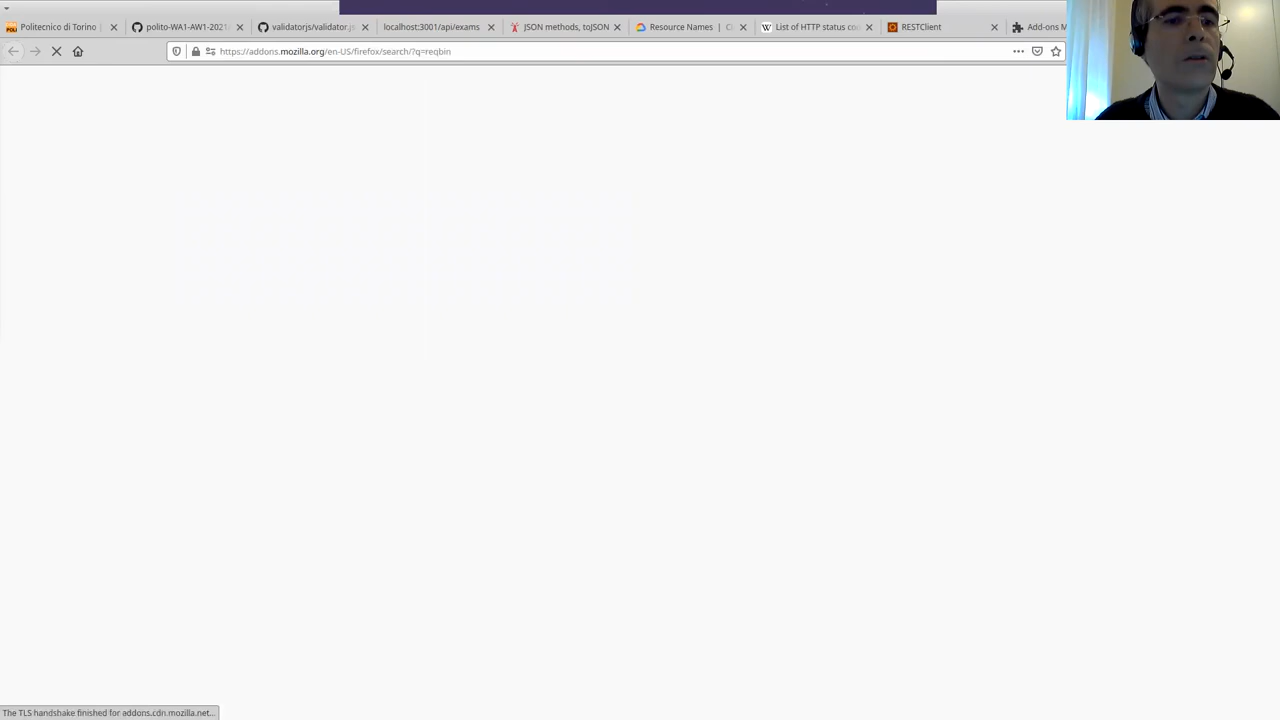 Politecnico di Torino
polito-WA1-AW1-2021
validatorjs/validator.js
localhost:3001/api/exams
JSON methods, toJSON
Resource Names | Cl
List of HTTP status co
RESTClient
Add-ons M
https://addons.mozilla.org/en-US/firefox/search/?q=reqbin
The TLS handshake finished for addons.cdn.mozilla.net...